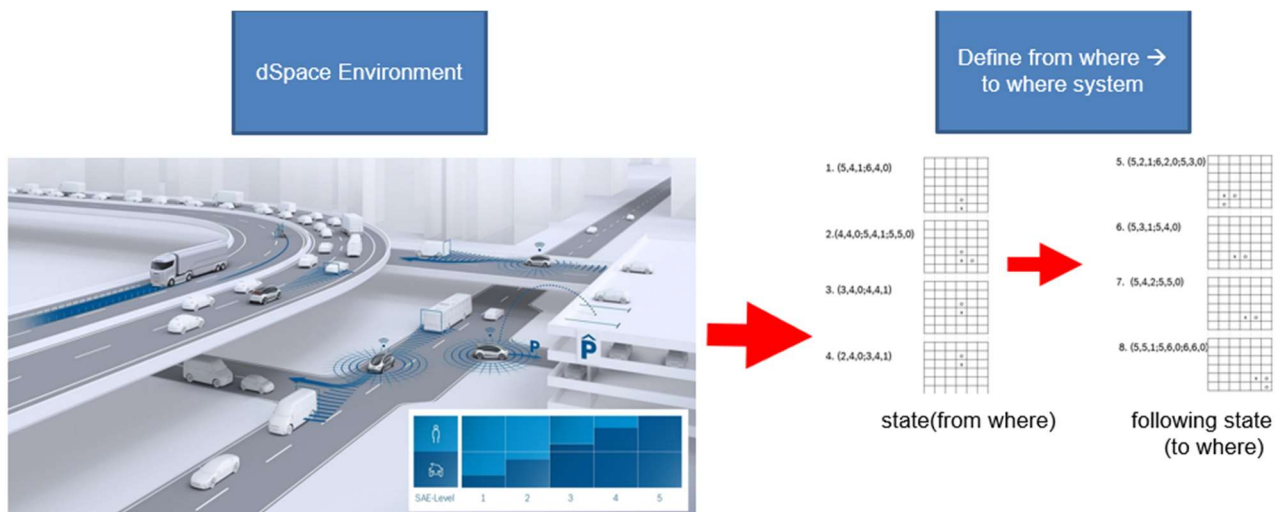 dSpace Environment
Define from where →
to where system
1. (5,4,1;6,4,0)
2.(4,4,0;5,4,1;5,5,0)
3. (3,4,0;4,4,1)
4. (2,4,0;3,4,1)
state(from where)
5. (5,2,1;6,2,0;5,3,0)
6. (5,3,1;5,4,0)
7. (5,4,2;5,5,0)
8. (5,5,1;5,6,0;6,6,0)
following state
(to where)
P
P̂
SAE-Level 1 2 3 4 5